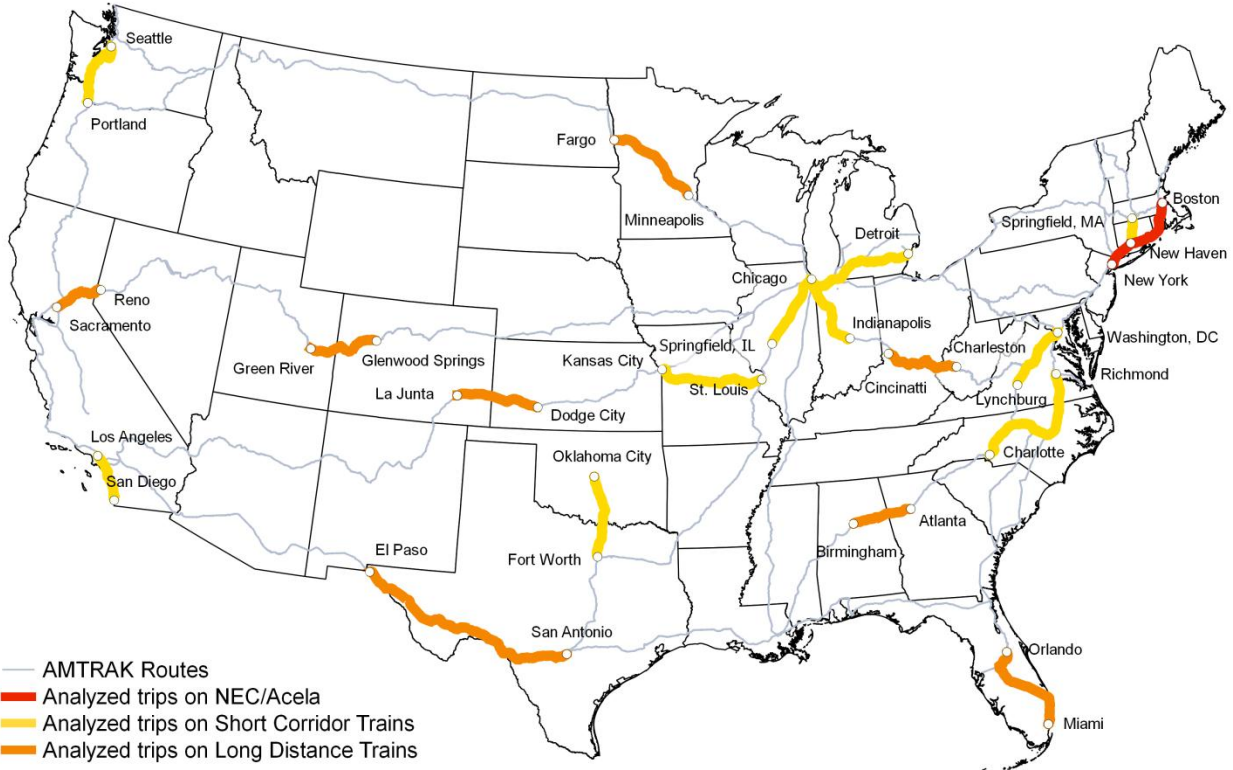 Seattle
Portland
Fargo
Minneapolis
Springfield, MA
Boston
Detroit
New Haven
Chicago
New York
Reno
Sacramento
Indianapolis
Washington, DC
Green River
Glenwood Springs
Kansas City
Springfield, IL
Charleston
La Junta
St. Louis
Cincinatti
Richmond
Lynchburg
Dodge City
Los Angeles
Charlotte
Oklahoma City
San Diego
Atlanta
El Paso
Fort Worth
Birmingham
San Antonio
Orlando
Miami
AMTRAK Routes
Analyzed trips on NEC/Acela
Analyzed trips on Short Corridor Trains
Analyzed trips on Long Distance Trains